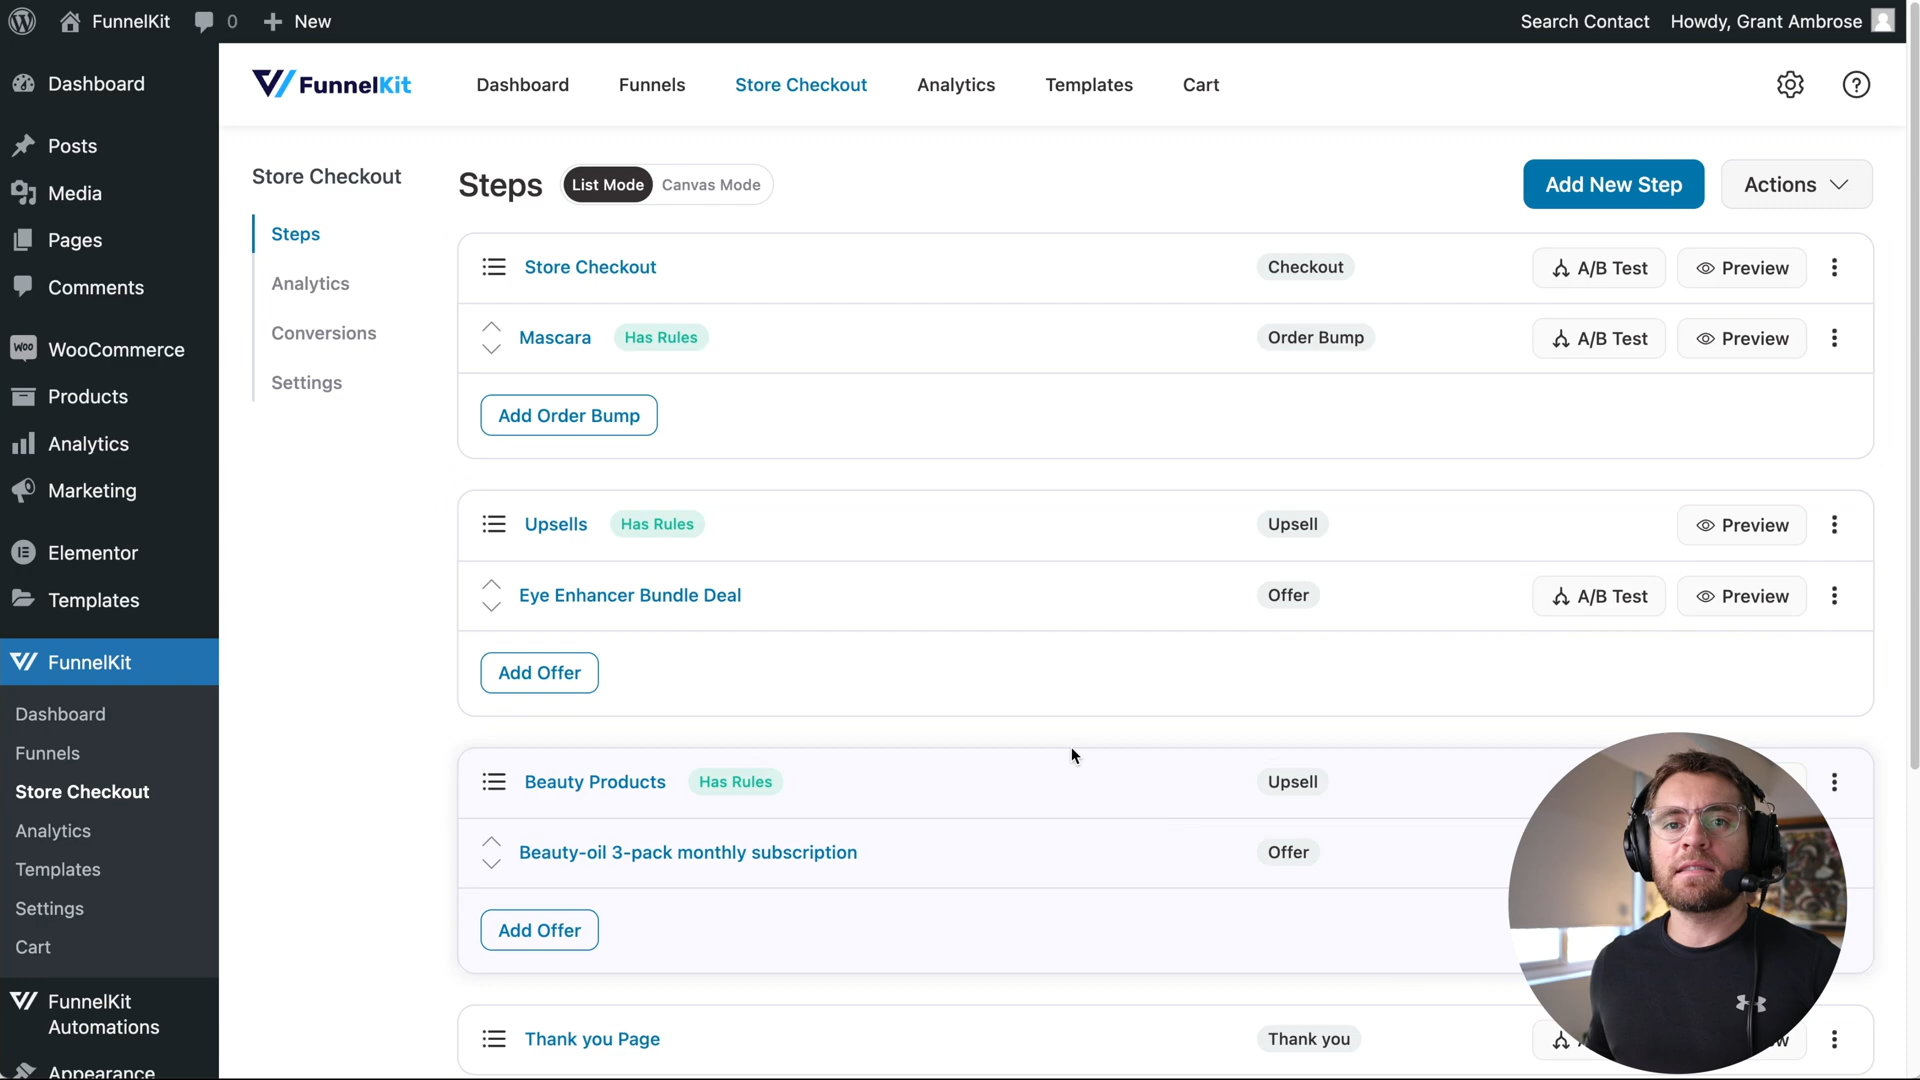 FunnelKit 0 New
Search Contact Howdy, Grant Ambrose
Dashboard
Posts
Media
Pages
Comments
WOO WooCommerce
Products
Analytics
Marketing
Elementor
Templates
FunnelKit
Dashboard
Funnels
Store Checkout
Analytics
Templates
Settings
Cart
FunnelKit
Automations
Appearance
FunnelKit
Dashboard Funnels Store Checkout Analytics Templates Cart
Store Checkout
Steps
Analytics
Conversions
Settings
Steps List Mode Canvas Mode Add New Step Actions
Store Checkout Checkout A/B Test Preview
Mascara Has Rules Order Bump A/B Test Preview
Add Order Bump
Upsells Has Rules Upsell Preview
Eye Enhancer Bundle Deal Offer A/B Test Preview
Add Offer
Beauty Products Has Rules Upsell
Beauty-oil 3-pack monthly subscription Offer
Add Offer
Thank you Page Thank you